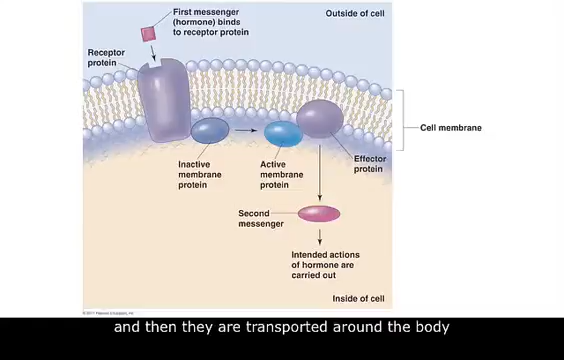 First messenger
(hormone) binds
to receptor protein
Outside of cell
Receptor
protein
Cell membrane
Inactive
membrane
protein
Active
membrane
protein
Effector
protein
Second
messenger
Intended actions
of hormone are
carried out
Inside of cell
and then they are transported around the body